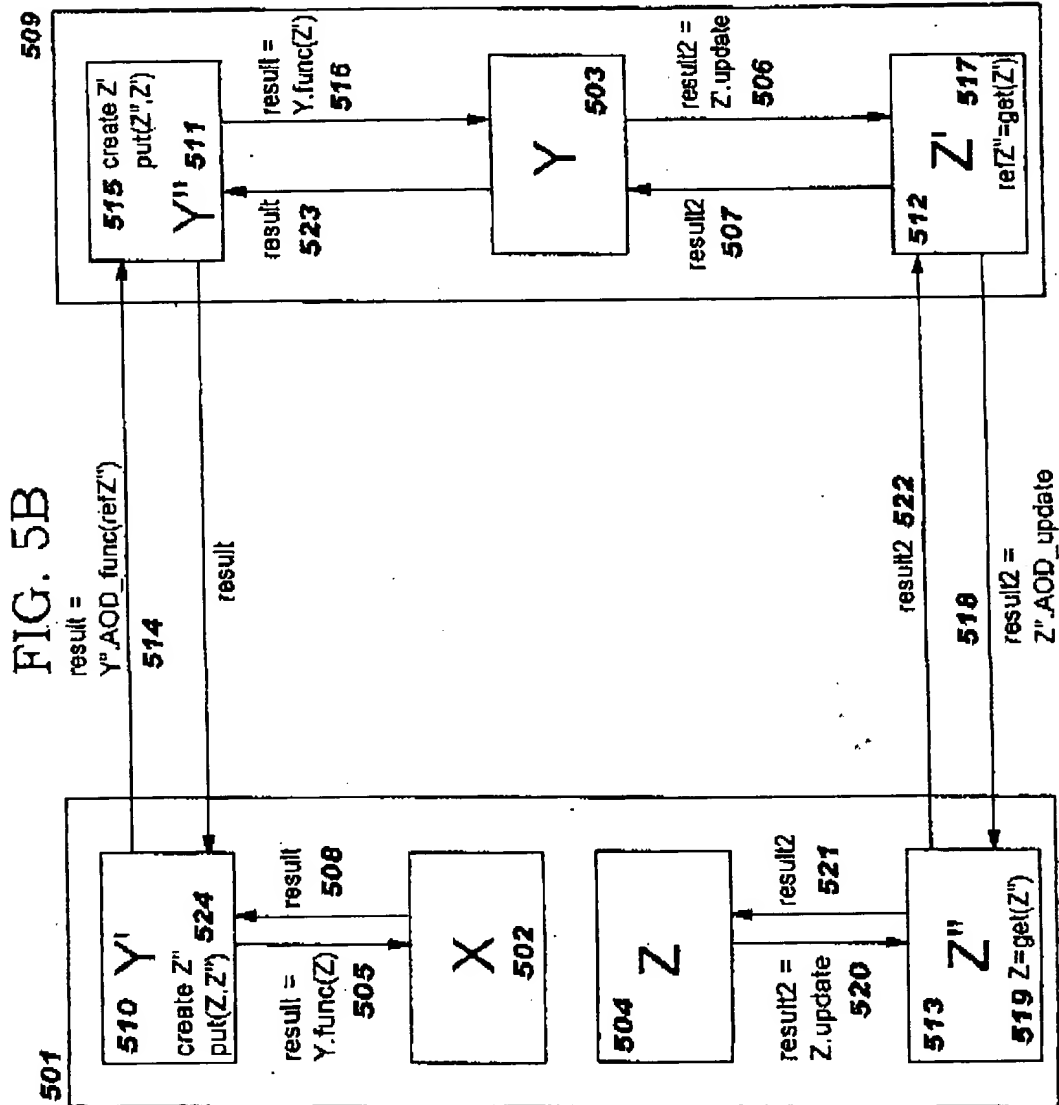 FIG. 5B
501
509
510 Y'
create Z''
put(Z,Z'')
524
result =
Y''.AOD_func(refZ'')
514
result
515 create Z'
put(Z'',Z')
Y'' 511
result =
Y.func(Z)
505
result
508
result
523
result =
Y.func(Z')
516
X
502
Y
503
504
Z
result2
507
result2 =
Z'.update
506
result2 =
Z.update
520
result2
521
result2 522
518
result2 =
Z''.AOD_update
513
Z''
519 Z=get(Z'')
512
Z'
517
refZ''=get(Z')